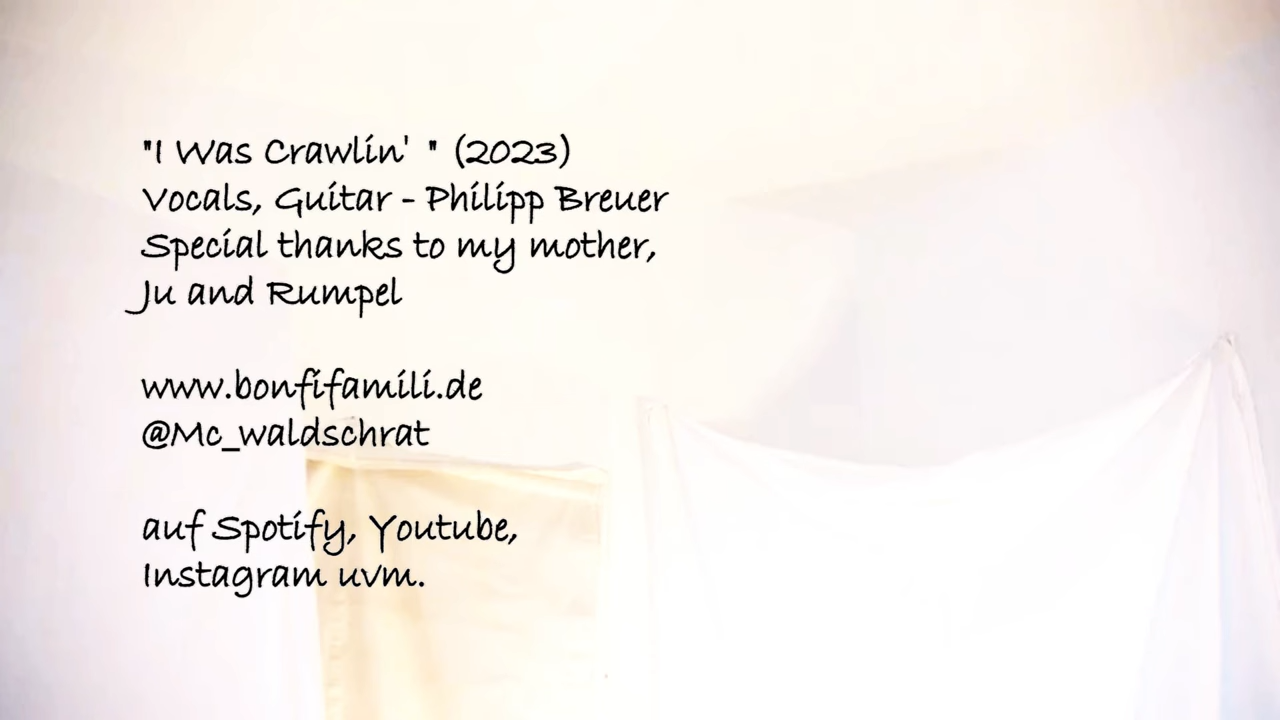 "I Was Crawlin' " (2023)
Vocals, Guitar - Philipp Breuer
Special thanks to my mother,
Ju and Rumpel
www.bonfifamili.de
@Mc_waldschrat
auf Spotify, Youtube,
Instagram uvm.